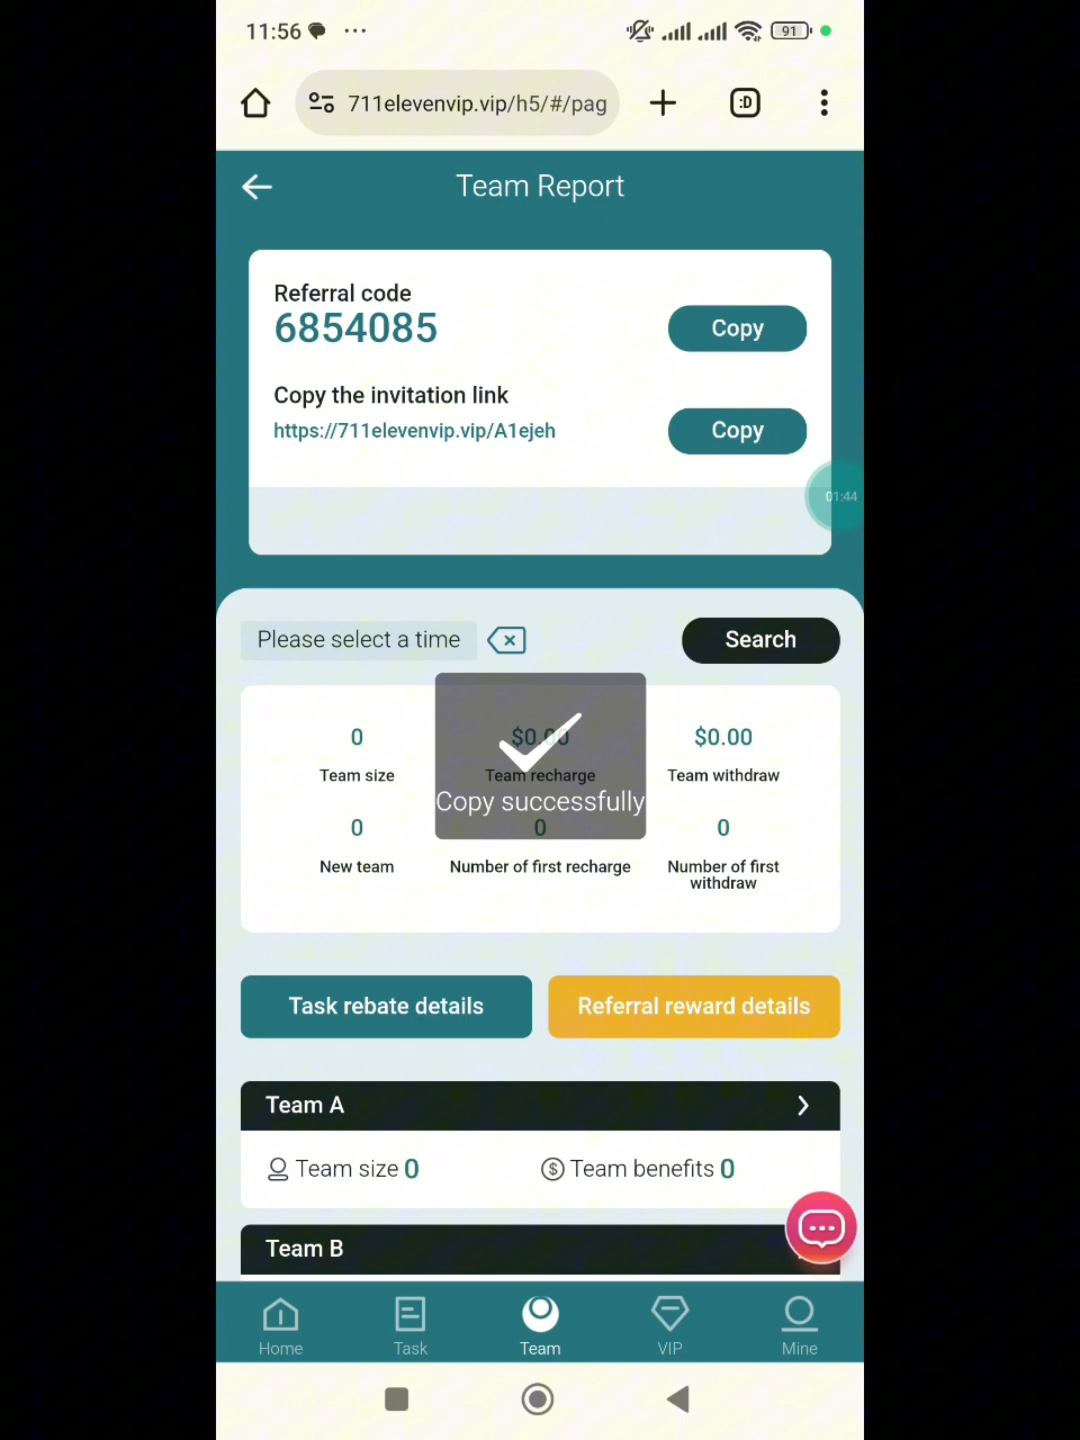 11:56
91
711elevenvip.vip/h5/#/pag
:D
Team Report
Referral code
6854085
Copy
Copy the invitation link
https://711elevenvip.vip/A1ejeh
Copy
01:44
Please select a time
Search
0
$0.00
$0.00
Team size
Team recharge
Team withdraw
Copy successfully
0
0
0
New team
Number of first recharge
Number of first
withdraw
Task rebate details
Referral reward details
Team A
Team size 0
Team benefits 0
Team B
Home
Task
Team
VIP
Mine